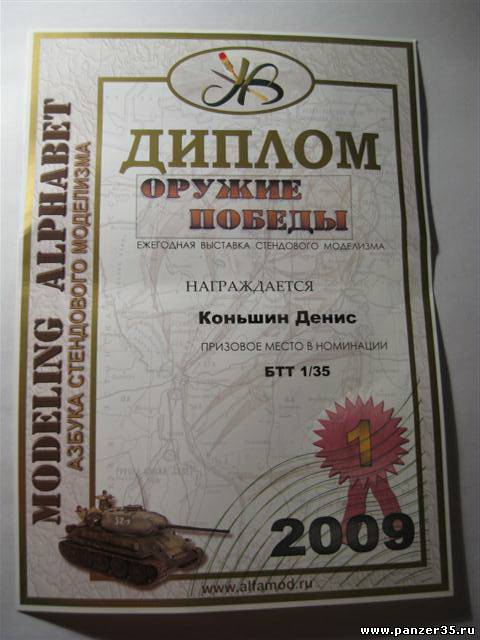 ДИПЛОМ
ОРУЖИЕ
ПОБЕДЫ
ЕЖЕГОДНАЯ ВЫСТАВКА СТЕНДОВОГО МОДЕЛИЗМА
НАГРАЖДАЕТСЯ
Коньшин Денис
ПРИЗОВОЕ МЕСТО В НОМИНАЦИИ
БТТ 1/35
1
2009
www.alfamod.ru
MODELING ALPHABET
АЗБУКА СТЕНДОВОГО МОДЕЛИЗМА
www.panzer35.ru